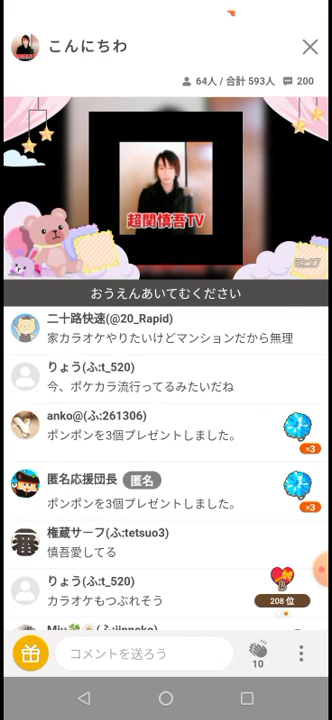 こんにちわ
64人 / 合計 593人 200
超関慎吾TV
おうえんあいてむください
二十路快速(@20_Rapid)
家カラオケやりたいけどマンションだから無理
りょう(ふ:t_520)
今、ポケカラ流行ってるみたいだね
anko@(ふ:261306)
ポンポンを3個プレゼントしました。
×3
匿名応援団長 匿名
ポンポンを3個プレゼントしました。
×3
権蔵サーフ(ふ:tetsuo3)
慎吾愛してる
りょう(ふ:t_520)
カラオケもつぶれそう
208 位
コメントを送ろう
10